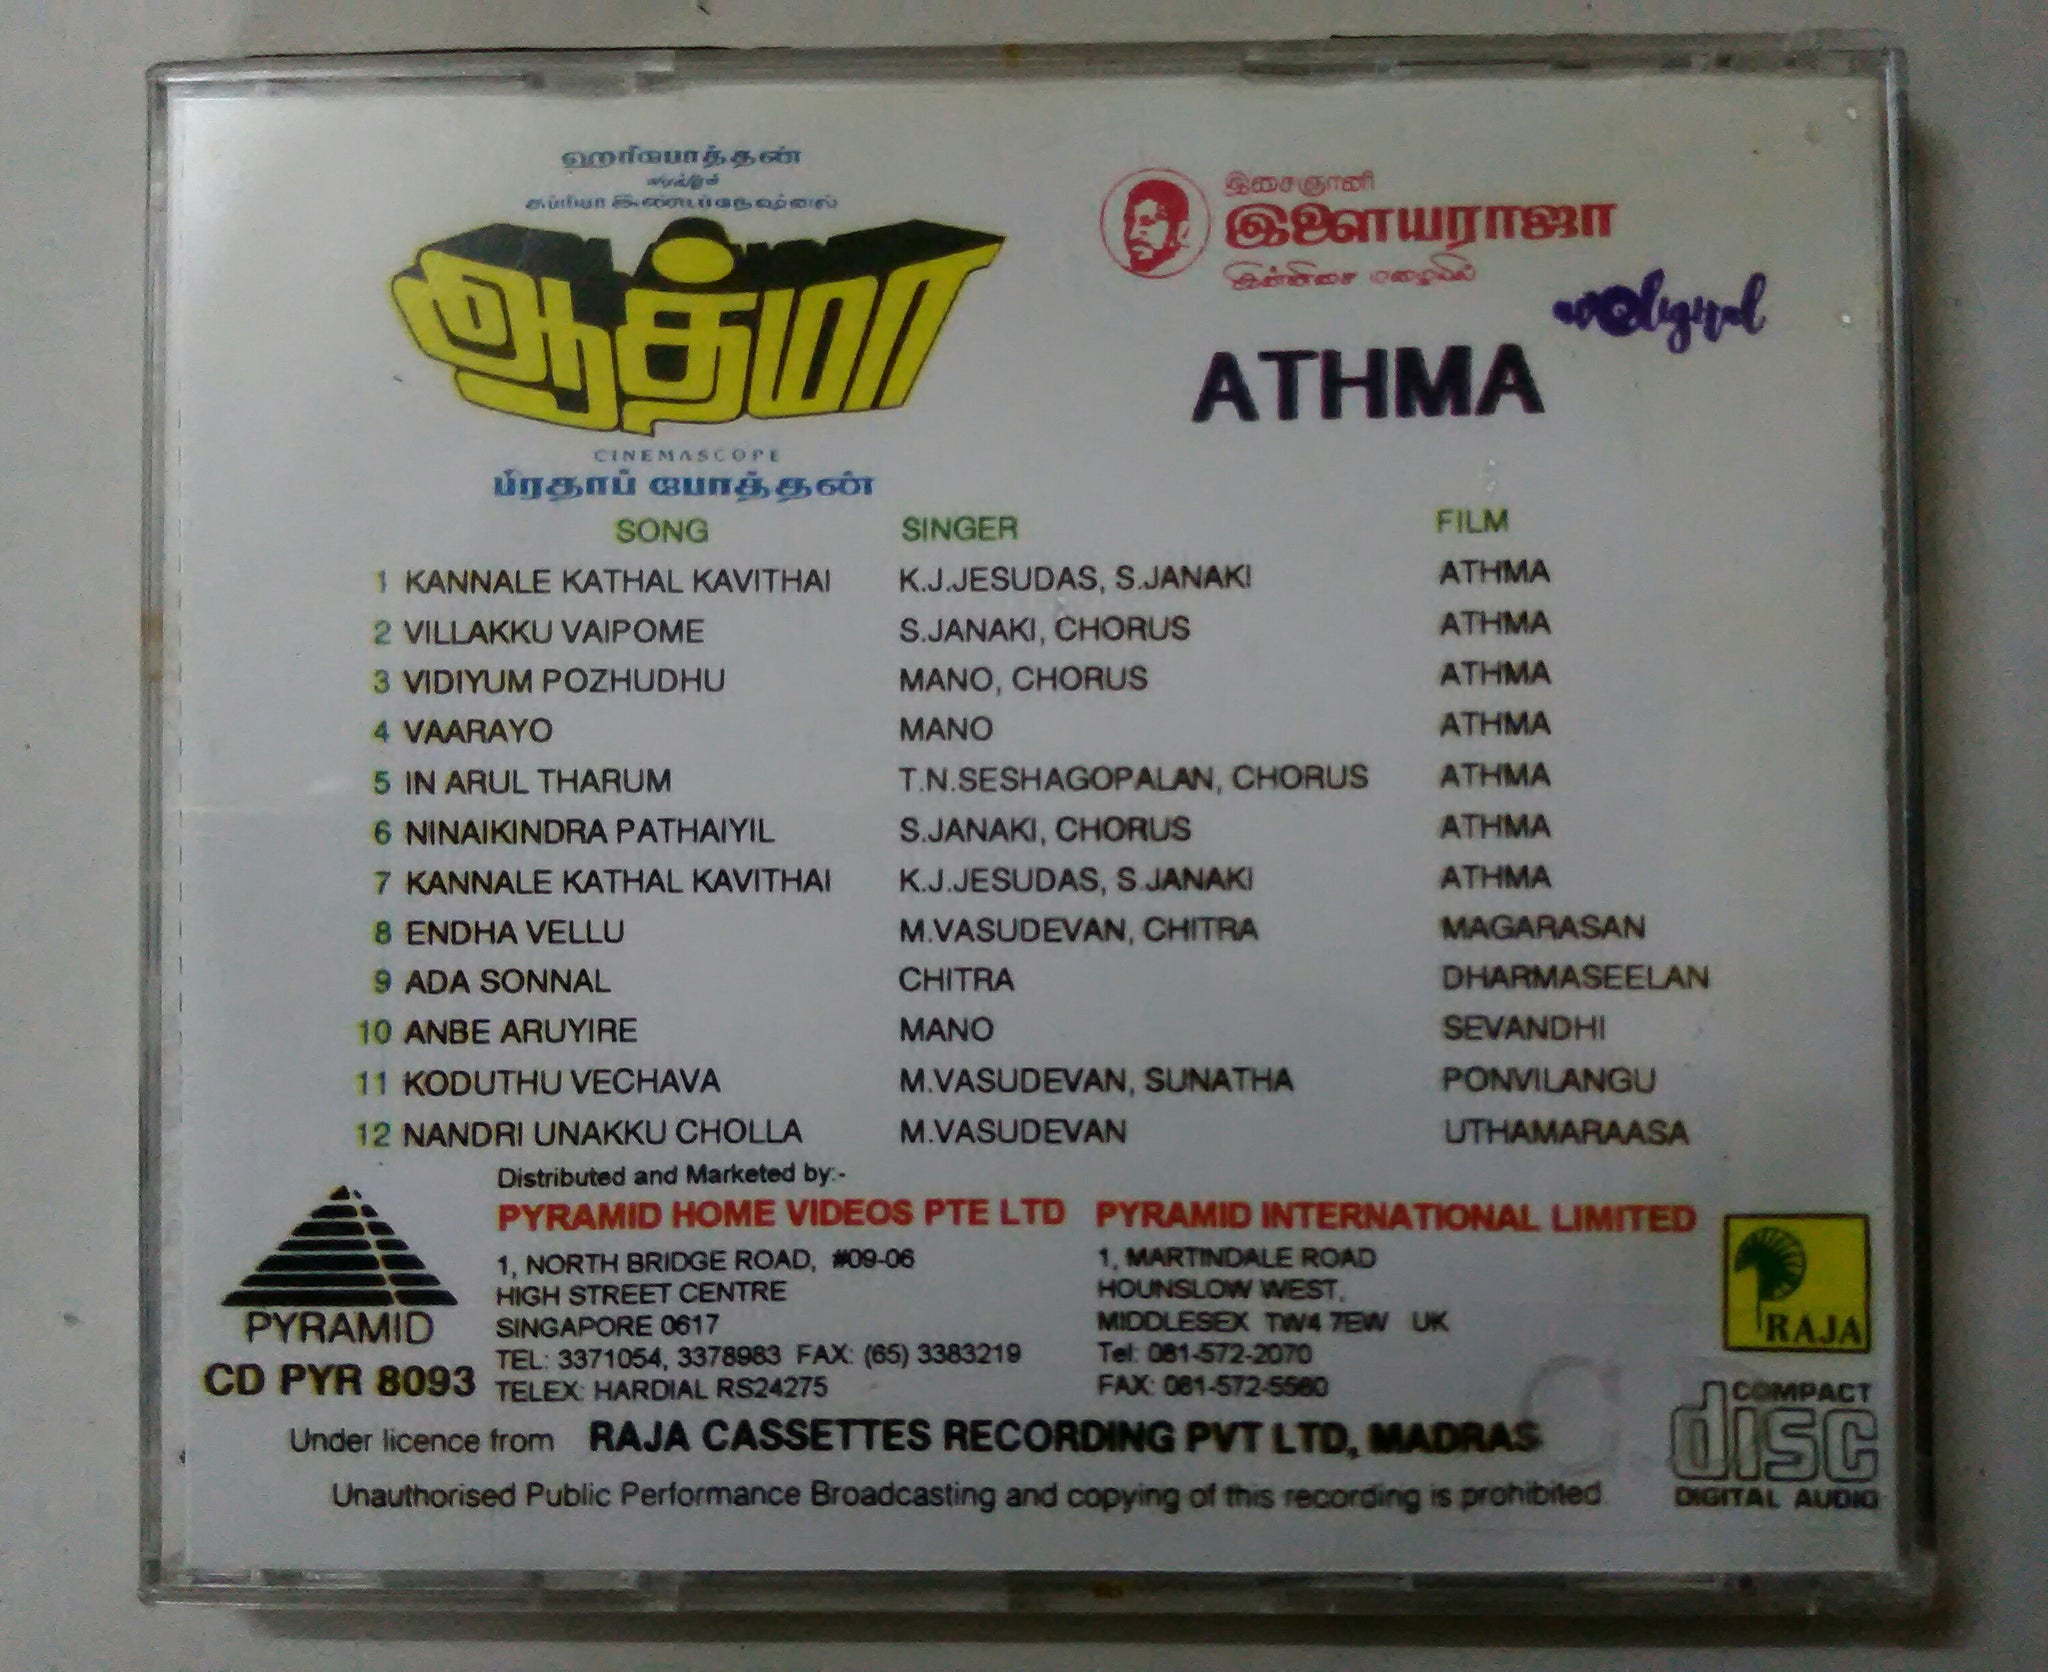 ஹரிபோத்தன்
வழங்கும்
சுப்ரியா இண்டர்நேஷ்னல்
ஆத்மா
CINEMASCOPE
பிரதாப் போத்தன்
இசைஞானி
இளையராஜா
இன்னிசை மழையில்
ATHMA
SONG SINGER FILM
1 KANNALE KATHAL KAVITHAI K.J.JESUDAS, S.JANAKI ATHMA
2 VILLAKKU VAIPOME S.JANAKI, CHORUS ATHMA
3 VIDIYUM POZHUDHU MANO, CHORUS ATHMA
4 VAARAYO MANO ATHMA
5 IN ARUL THARUM T.N.SESHAGOPALAN, CHORUS ATHMA
6 NINAIKINDRA PATHAIYIL S.JANAKI, CHORUS ATHMA
7 KANNALE KATHAL KAVITHAI K.J.JESUDAS, S.JANAKI ATHMA
8 ENDHA VELLU M.VASUDEVAN, CHITRA MAGARASAN
9 ADA SONNAL CHITRA DHARMASEELAN
10 ANBE ARUYIRE MANO SEVANDHI
11 KODUTHU VECHAVA M.VASUDEVAN, SUNATHA PONVILANGU
12 NANDRI UNAKKU CHOLLA M.VASUDEVAN UTHAMARAASA
Distributed and Marketed by:-
PYRAMID HOME VIDEOS PTE LTD
1, NORTH BRIDGE ROAD, #09-06
HIGH STREET CENTRE
SINGAPORE 0617
TEL: 3371054, 3378983 FAX: (65) 3383219
TELEX: HARDIAL RS24275
PYRAMID INTERNATIONAL LIMITED
1, MARTINDALE ROAD
HOUNSLOW WEST,
MIDDLESEX TW4 7EW UK
Tel: 081-572-2070
FAX: 081-572-5560
PYRAMID
CD PYR 8093
RAJA
Under licence from RAJA CASSETTES RECORDING PVT LTD, MADRAS
Unauthorised Public Performance Broadcasting and copying of this recording is prohibited.
COMPACT
disc
DIGITAL AUDIO